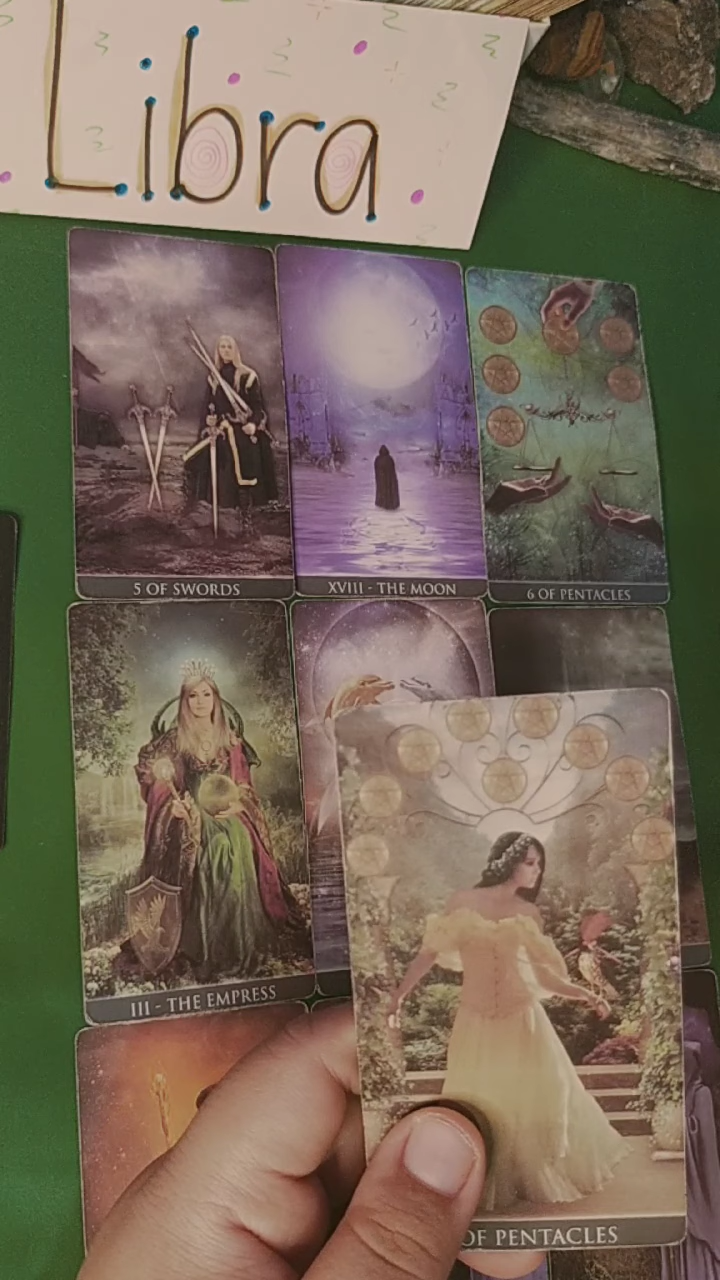 Libra
5 OF SWORDS
XVIII - THE MOON
6 OF PENTACLES
III - THE EMPRESS
OF PENTACLES